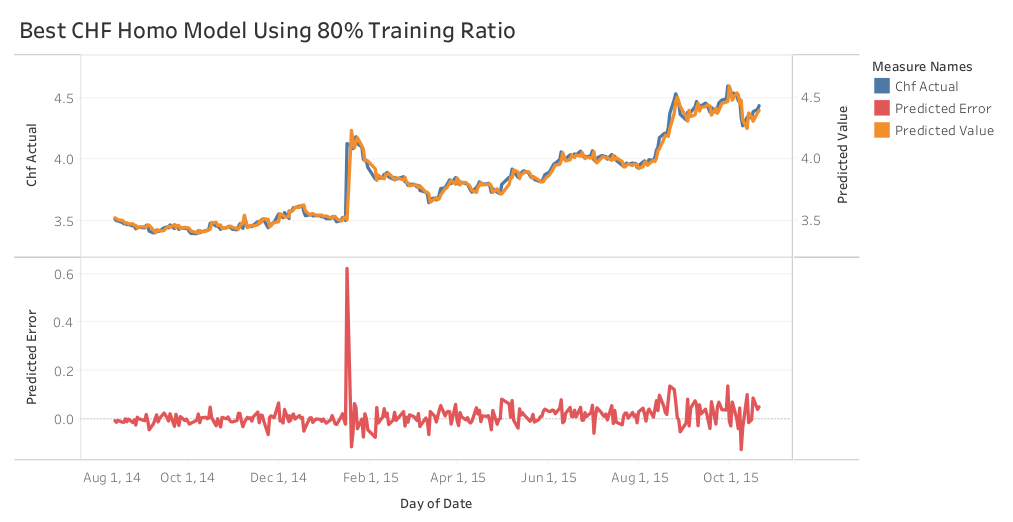 Best CHF Homo Model Using 80% Training Ratio
Measure Names
Chf Actual
Predicted Error
Predicted Value
Chf Actual
4.5
4.0
3.5
4.5
4.0
3.5
Predicted Value
Predicted Error
0.6
0.4
0.2
0.0
Aug 1, 14
Oct 1, 14
Dec 1, 14
Feb 1, 15
Apr 1, 15
Jun 1, 15
Aug 1, 15
Oct 1, 15
Day of Date